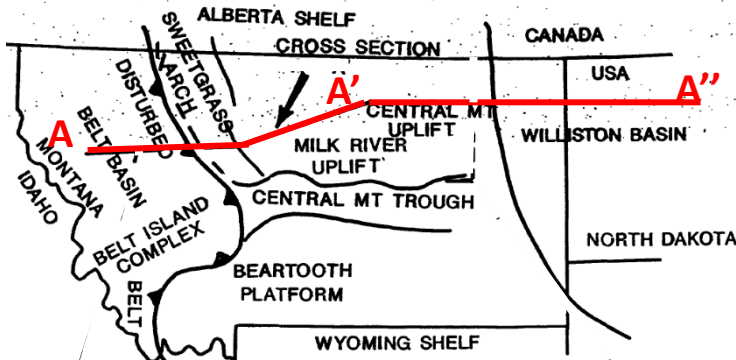 ALBERTA SHELF
SWEETGRASS
ARCH
CROSS SECTION
CANADA
USA
DISTURBED
BELT
A
A'
A''
CENTRAL MT
UPLIFT
WILLISTON BASIN
MILK RIVER
UPLIFT
BELT BASIN
MONTANA
IDAHO
CENTRAL MT TROUGH
BELT ISLAND
COMPLEX
NORTH DAKOTA
BEARTOOTH
PLATFORM
WYOMING SHELF